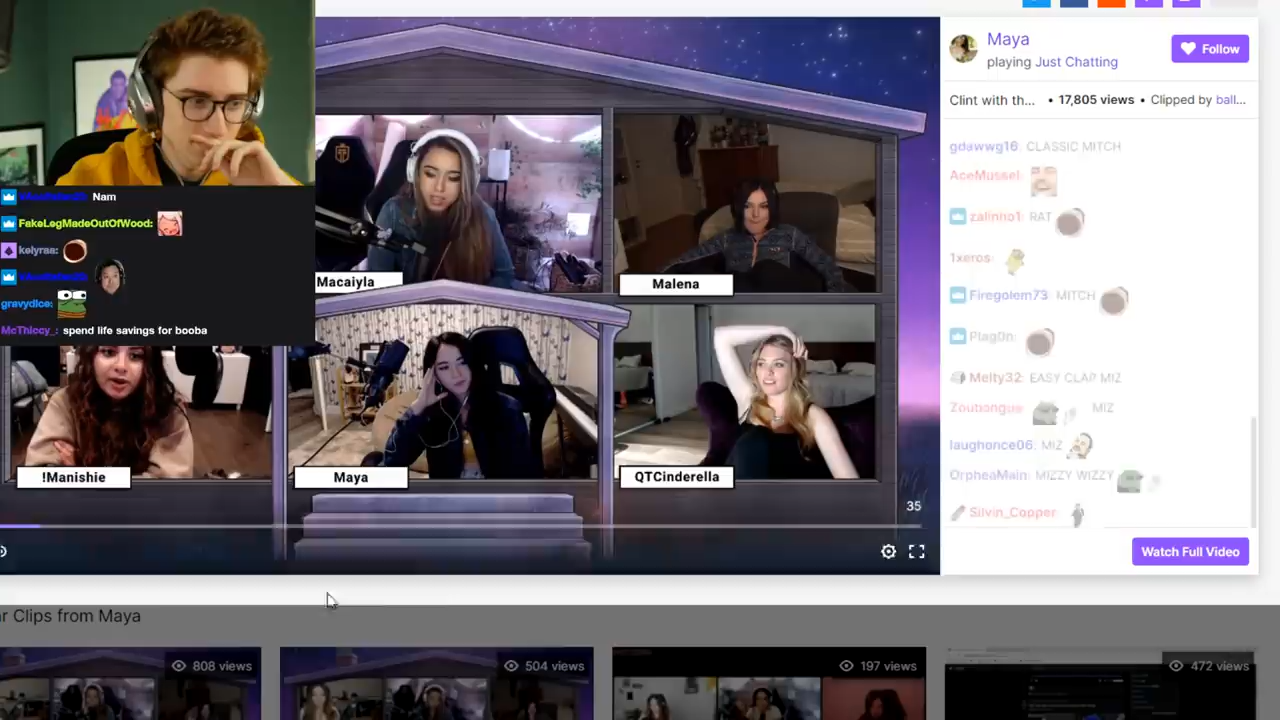 Maya
playing Just Chatting
Follow
Clint with th... • 17,805 views • Clipped by ball...
gdawwg16: CLASSIC MITCH
AceMussel:
zalinho1: RAT
1xeros:
Firegolem73: MITCH
Plag0n:
Melty32: EASY CLAP MIZ
Zoubongue: MIZ
laughonce06: MIZ
OrpheaMain: MIZZY WIZZY
Silvin_Copper:
Watch Full Video
Nam
FakeLegMadeOutOfWood:
kelyraa:
gravydice:
McThiccy_: spend life savings for booba
Macaiyla
Malena
!Manishie
Maya
QTCinderella
35
r Clips from Maya
808 views
504 views
197 views
472 views